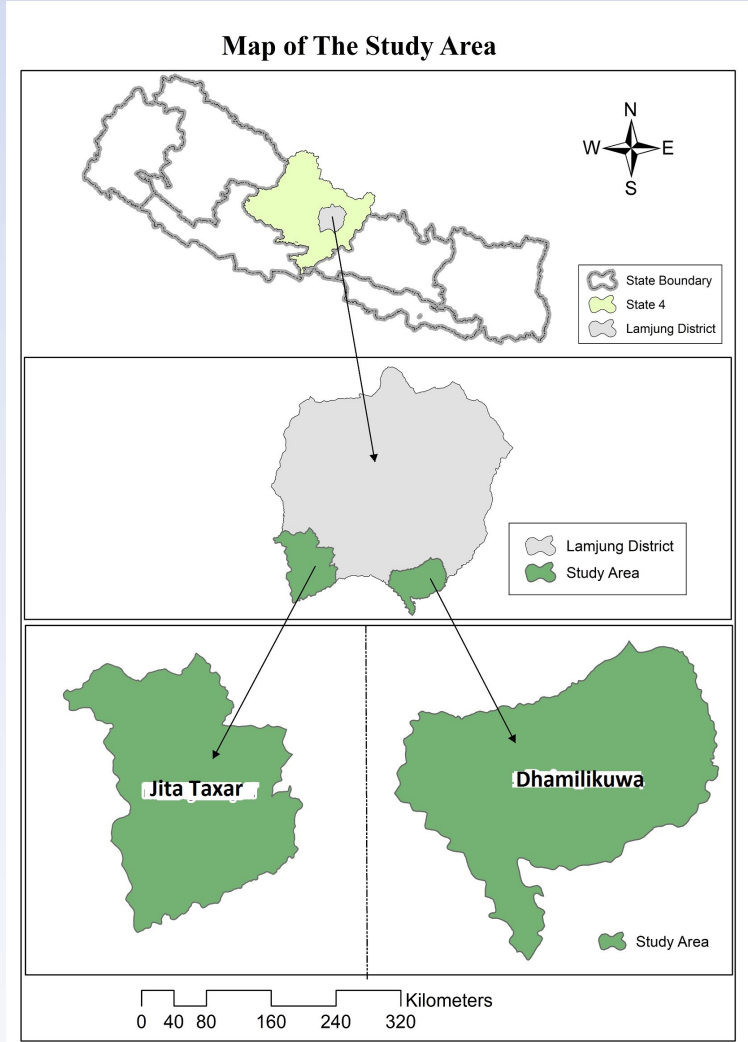 Map of The Study Area
N
W E
S
State Boundary
State 4
Lamjung District
Lamjung District
Study Area
Jita Taxar
Dhamilikuwa
Study Area
Kilometers
0 40 80 160 240 320